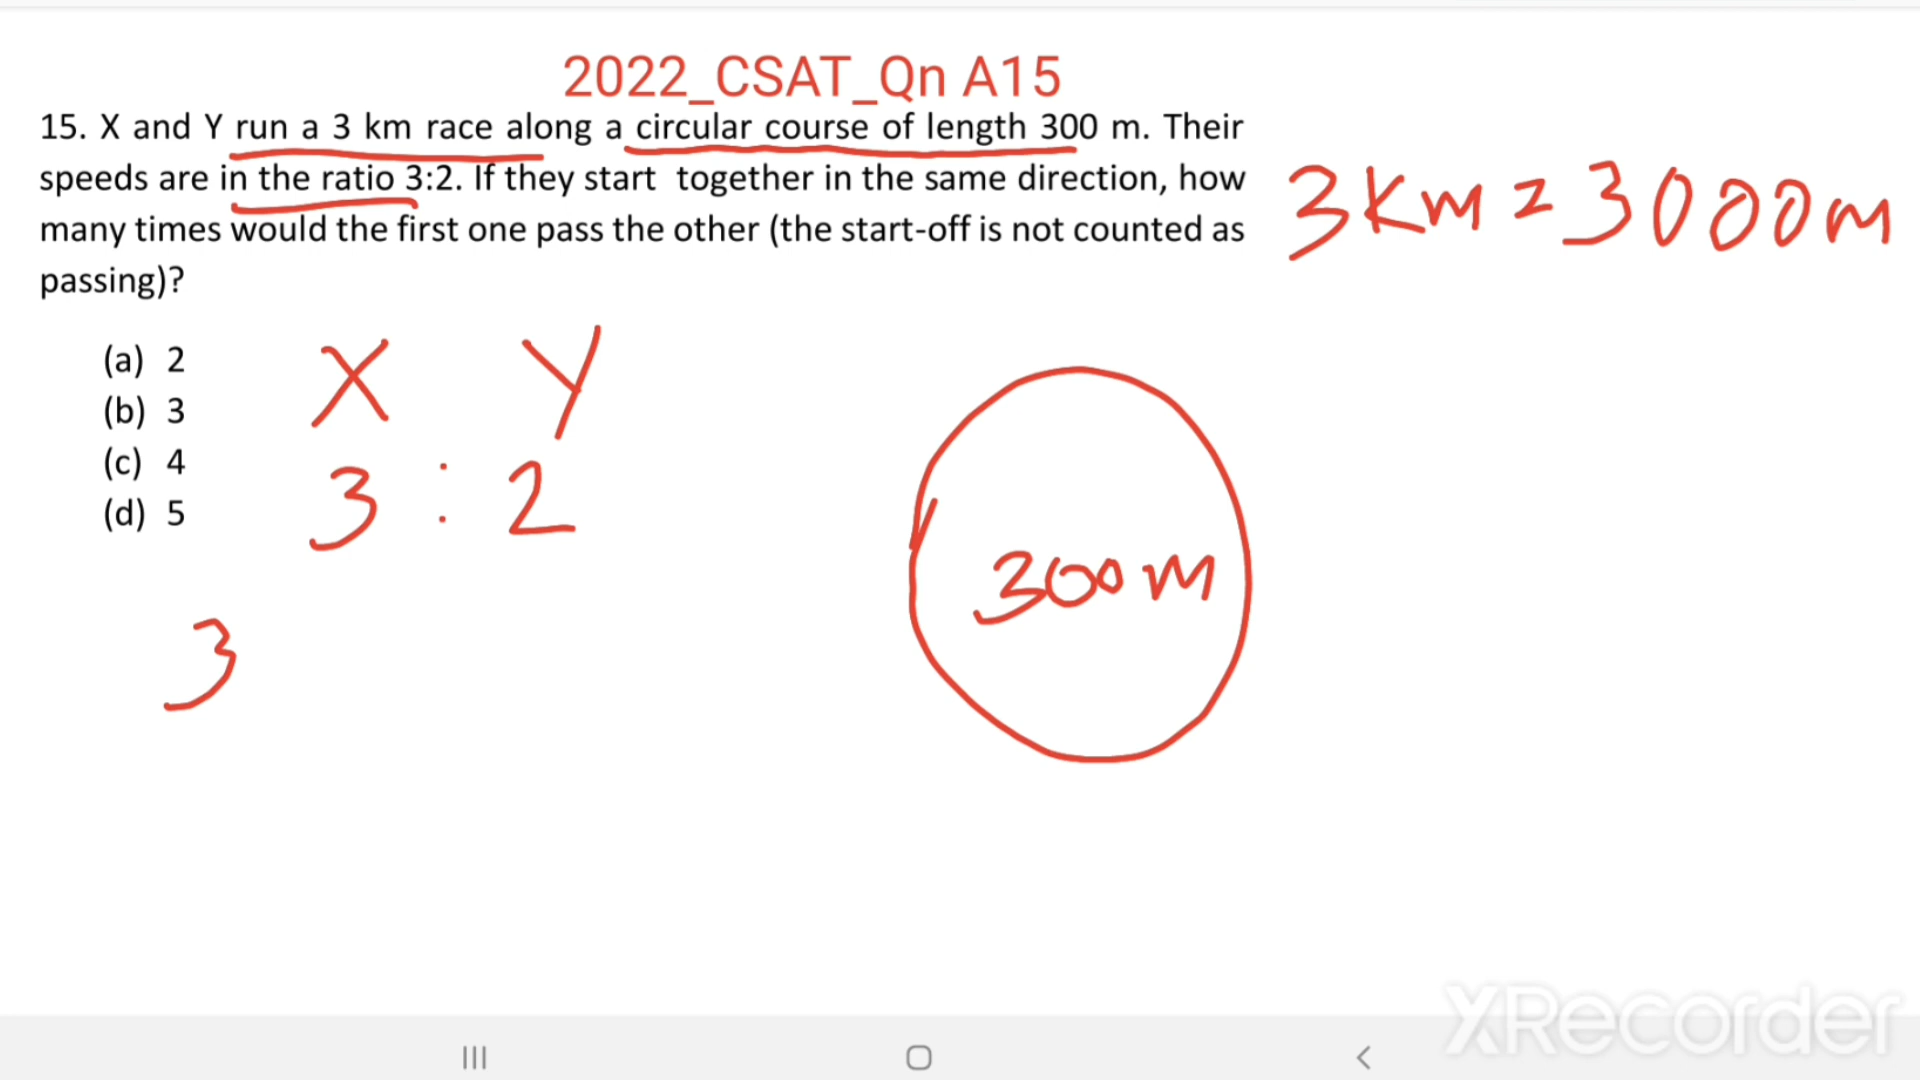 2022_CSAT_Qn A15
15. X and Y run a 3 km race along a circular course of length 300 m. Their
speeds are in the ratio 3:2. If they start together in the same direction, how
many times would the first one pass the other (the start-off is not counted as
passing)?
3km = 3000m
(a) 2
(b) 3
(c) 4
(d) 5
X Y
3 : 2
300m
3
XRecorder